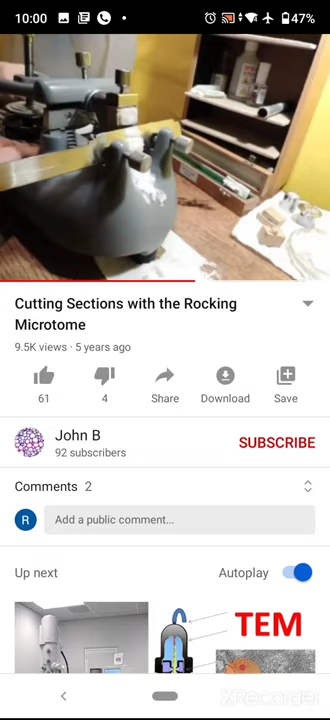 10:00
47%
Cutting Sections with the Rocking
Microtome
9.5K views · 5 years ago
61
4
Share
Download
Save
John B
92 subscribers
SUBSCRIBE
Comments 2
R
Add a public comment...
Up next
Autoplay
TEM
XRecorder